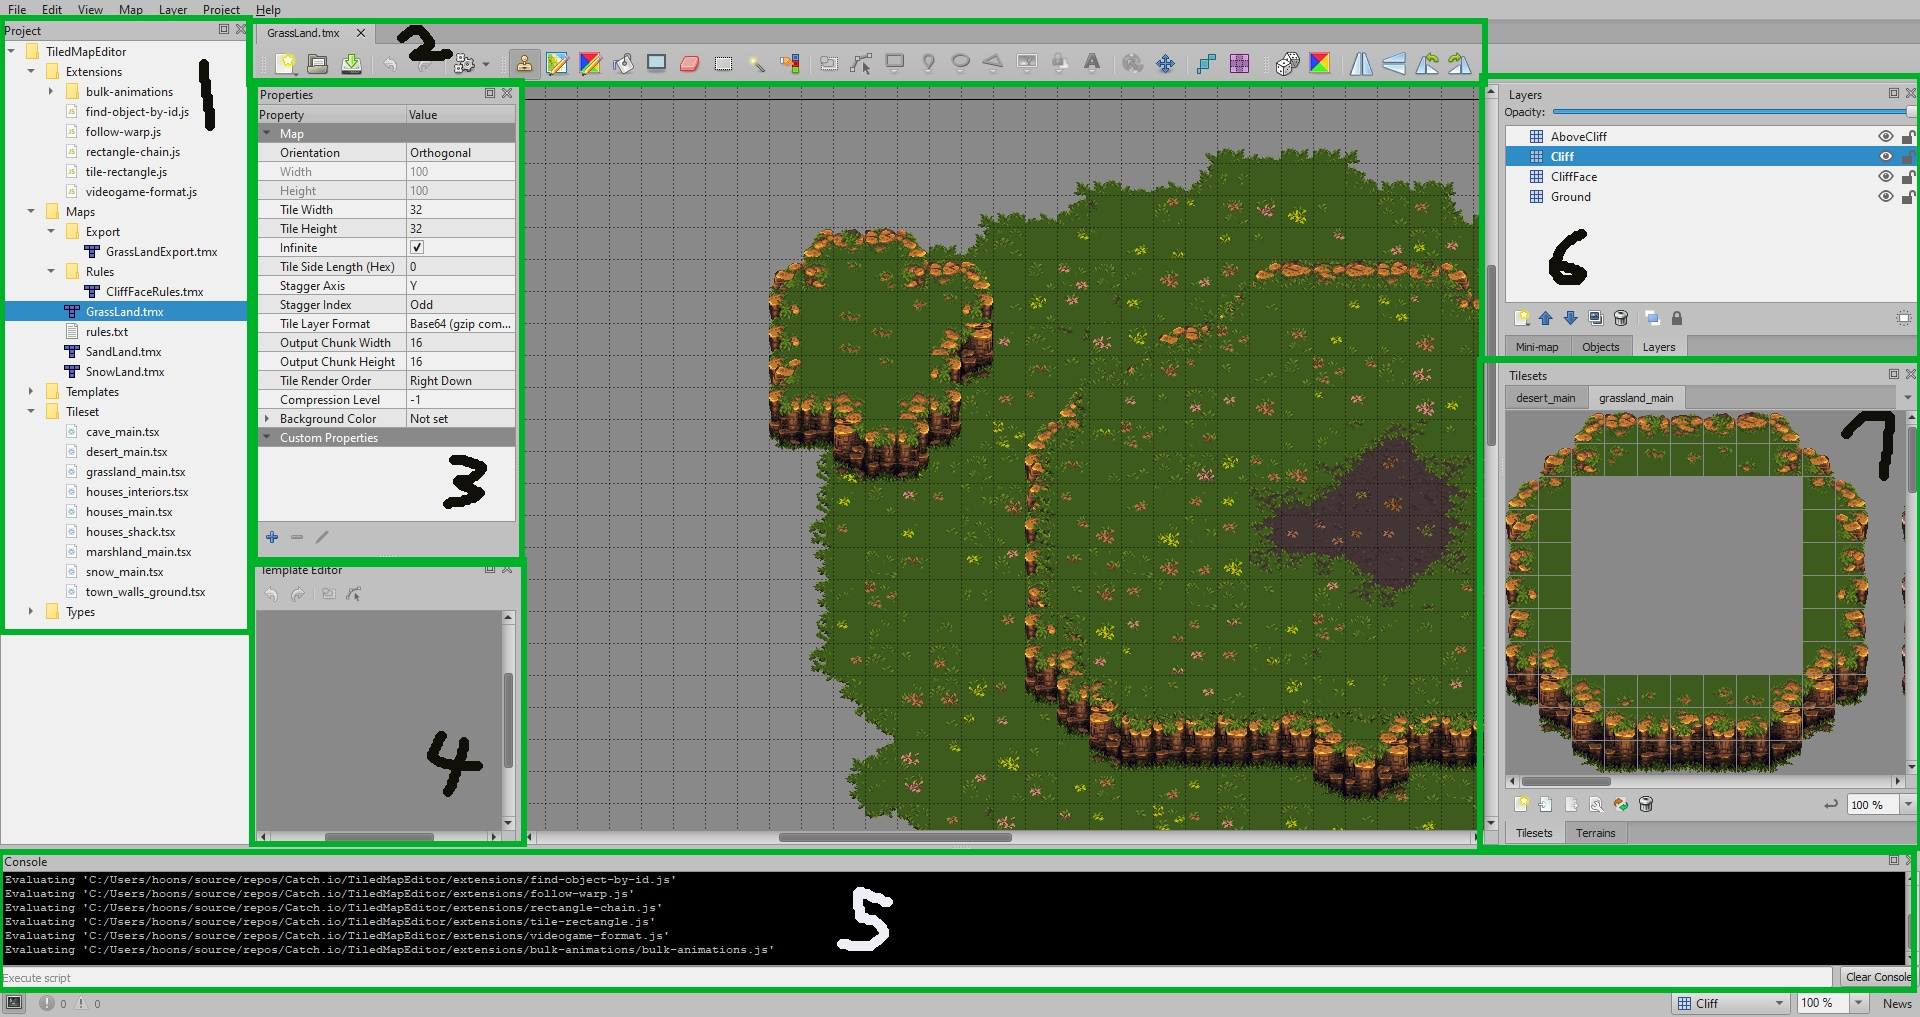 File Edit View Map Layer Project Help
Project
TiledMapEditor
Extensions
bulk-animations
find-object-by-id.js
follow-warp.js
rectangle-chain.js
tile-rectangle.js
videogame-format.js
Maps
Export
GrassLandExport.tmx
Rules
CliffFaceRules.tmx
GrassLand.tmx
rules.txt
SandLand.tmx
SnowLand.tmx
Templates
Tileset
cave_main.tsx
desert_main.tsx
grassland_main.tsx
houses_interiors.tsx
houses_main.tsx
houses_shack.tsx
marshland_main.tsx
snow_main.tsx
town_walls_ground.tsx
Types
1
GrassLand.tmx
2
Properties
Property Value
Map
Orientation Orthogonal
Width 100
Height 100
Tile Width 32
Tile Height 32
Infinite
Tile Side Length (Hex) 0
Stagger Axis Y
Stagger Index Odd
Tile Layer Format Base64 (gzip com...
Output Chunk Width 16
Output Chunk Height 16
Tile Render Order Right Down
Compression Level -1
Background Color Not set
Custom Properties
3
Template Editor
4
Layers
Opacity:
AboveCliff
Cliff
CliffFace
Ground
6
Mini-map Objects Layers
Tilesets
desert_main grassland_main
7
100 %
Tilesets Terrains
Console
Evaluating 'C:/Users/hoons/source/repos/Catch.io/TiledMapEditor/extensions/find-object-by-id.js'
Evaluating 'C:/Users/hoons/source/repos/Catch.io/TiledMapEditor/extensions/follow-warp.js'
Evaluating 'C:/Users/hoons/source/repos/Catch.io/TiledMapEditor/extensions/rectangle-chain.js'
Evaluating 'C:/Users/hoons/source/repos/Catch.io/TiledMapEditor/extensions/tile-rectangle.js'
Evaluating 'C:/Users/hoons/source/repos/Catch.io/TiledMapEditor/extensions/videogame-format.js'
Evaluating 'C:/Users/hoons/source/repos/Catch.io/TiledMapEditor/extensions/bulk-animations/bulk-animations.js'
5
Execute script Clear Console
0 0 Cliff 100 % News